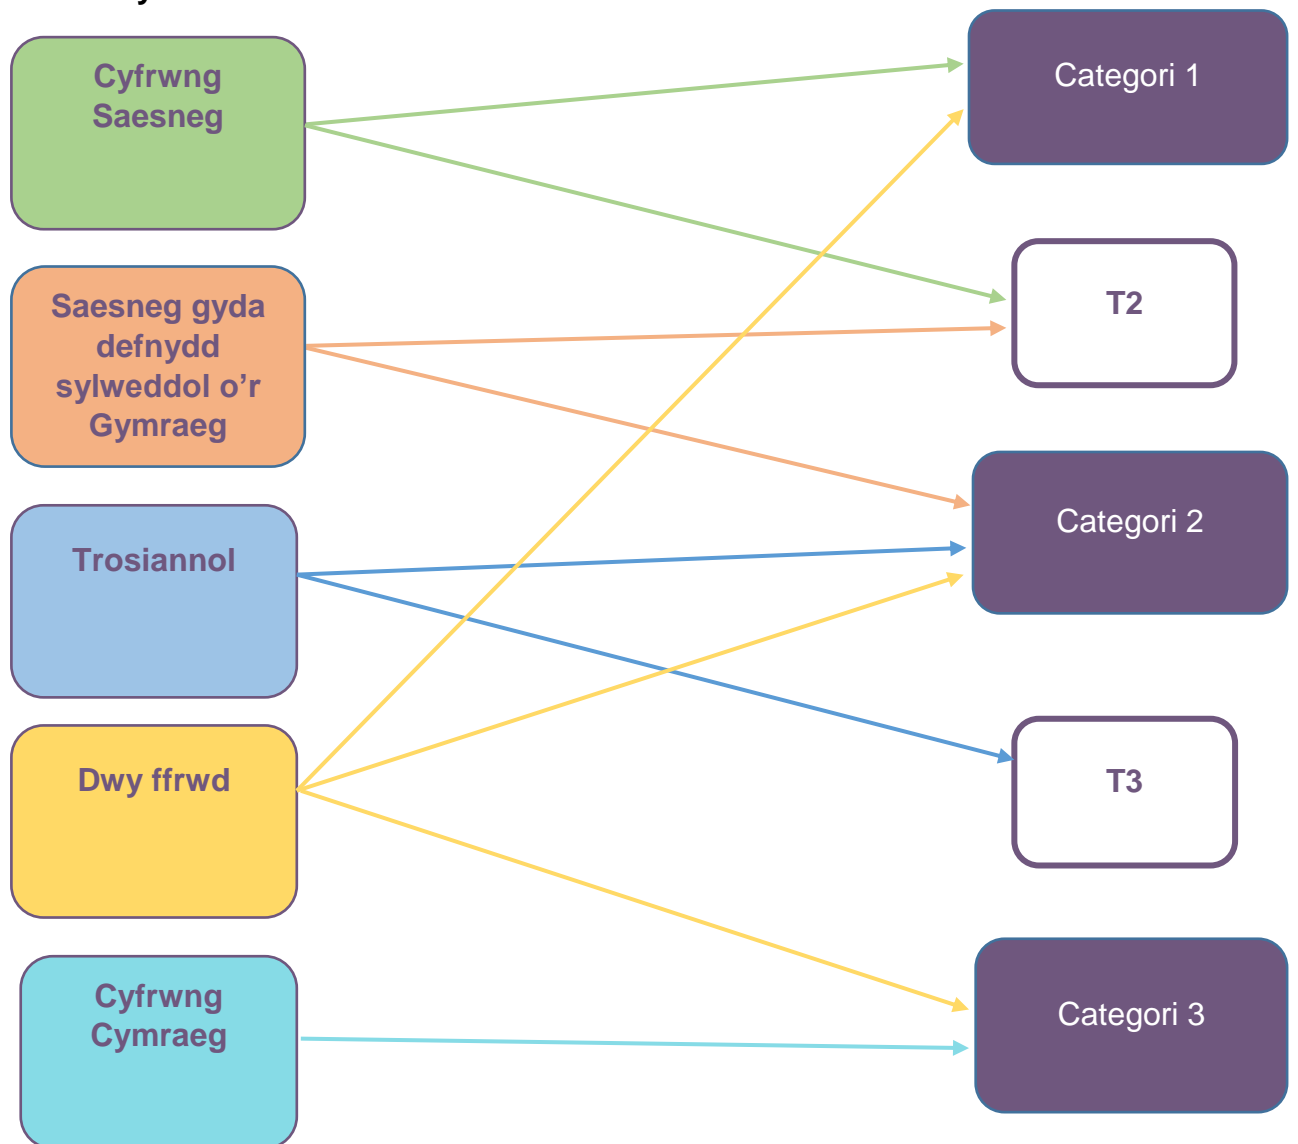 Cyfrwng
Saesneg
Saesneg gyda
defnydd
sylweddol o'r
Gymraeg
Trosiannol
Dwy ffrwd
Cyfrwng
Cymraeg
Categori 1
T2
Categori 2
T3
Categori 3